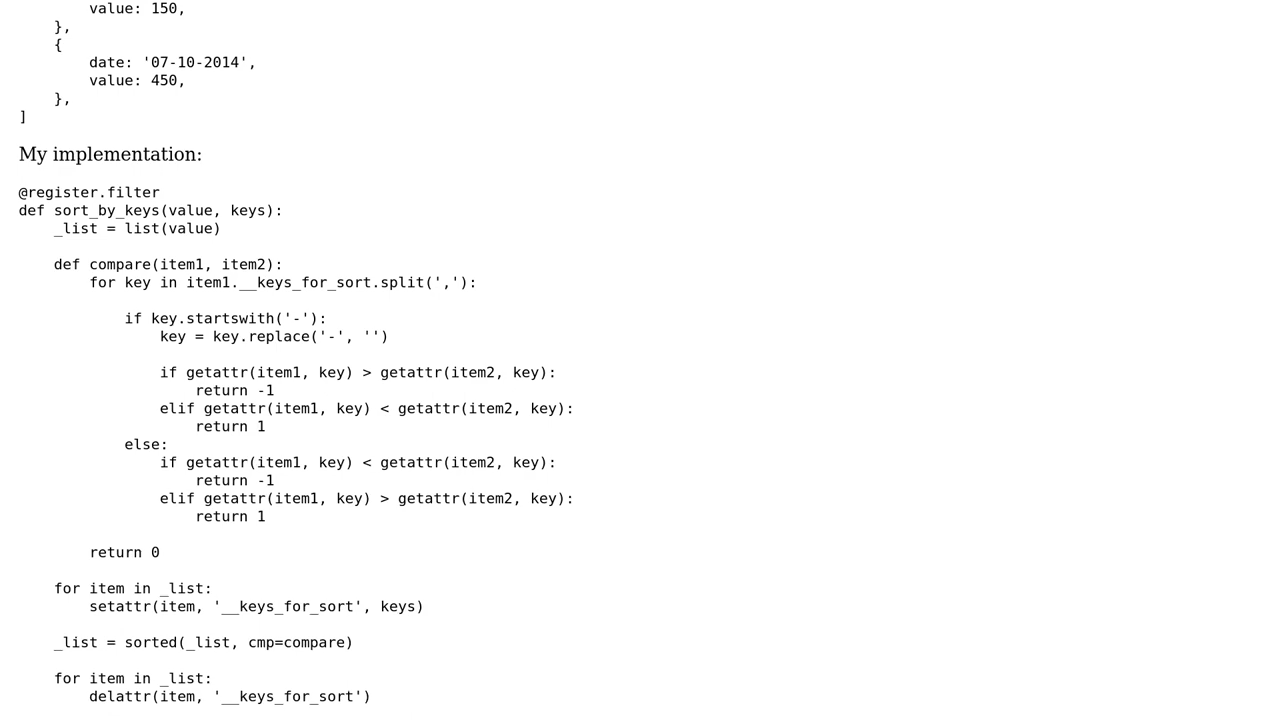 value: 150,
    },
    {
        date: '07-10-2014',
        value: 450,
    },
]
My implementation:
@register.filter
def sort_by_keys(value, keys):
    _list = list(value)

    def compare(item1, item2):
        for key in item1.__keys_for_sort.split(','):

            if key.startswith('-'):
                key = key.replace('-', '')

                if getattr(item1, key) > getattr(item2, key):
                    return -1
                elif getattr(item1, key) < getattr(item2, key):
                    return 1
            else:
                if getattr(item1, key) < getattr(item2, key):
                    return -1
                elif getattr(item1, key) > getattr(item2, key):
                    return 1

        return 0

    for item in _list:
        setattr(item, '__keys_for_sort', keys)

    _list = sorted(_list, cmp=compare)

    for item in _list:
        delattr(item, '__keys_for_sort')